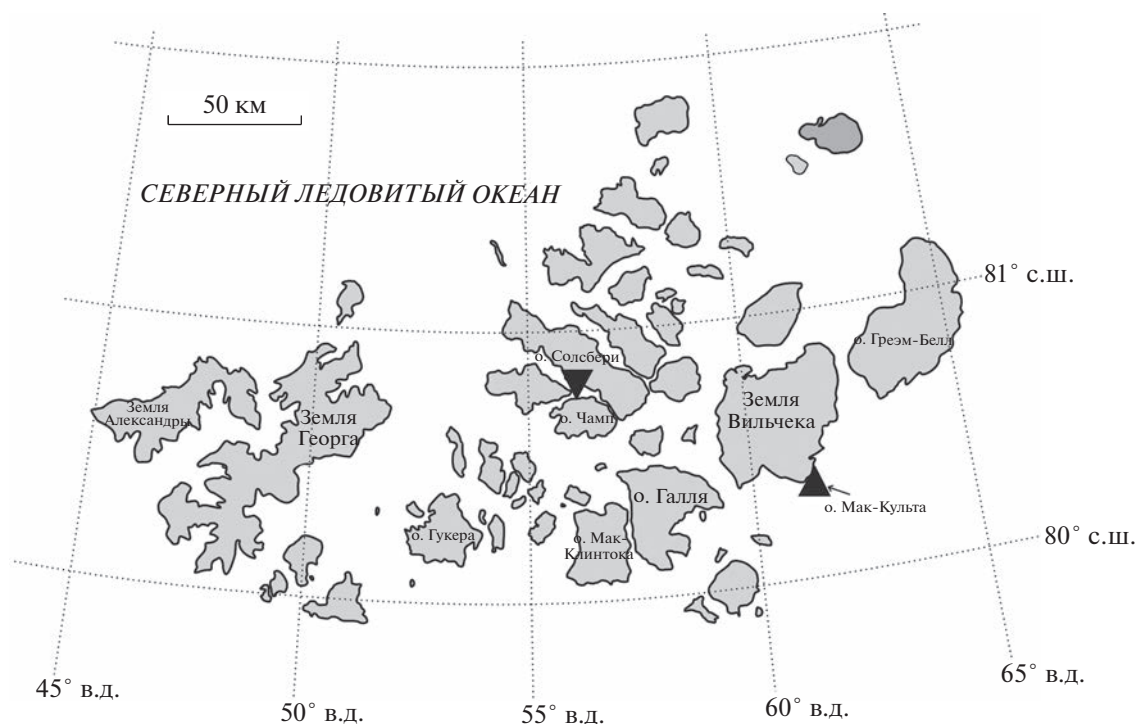 50 км
СЕВЕРНЫЙ ЛЕДОВИТЫЙ ОКЕАН
81° с.ш.
о. Греэм-Белл
о. Солсбери
Земля
Александры
Земля
Георга
о. Чамп
Земля
Вильчека
о. Галля
о. Мак-Культа
о. Гукера
о. Мак-
Клинтока
80° с.ш.
45° в.д.
50° в.д.
55° в.д.
60° в.д.
65° в.д.